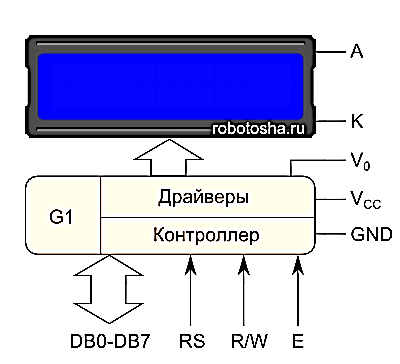 A
robotosha.ru
K
V₀
G1
Драйверы
Vcc
Контроллер
GND
DB0-DB7 RS R/W E